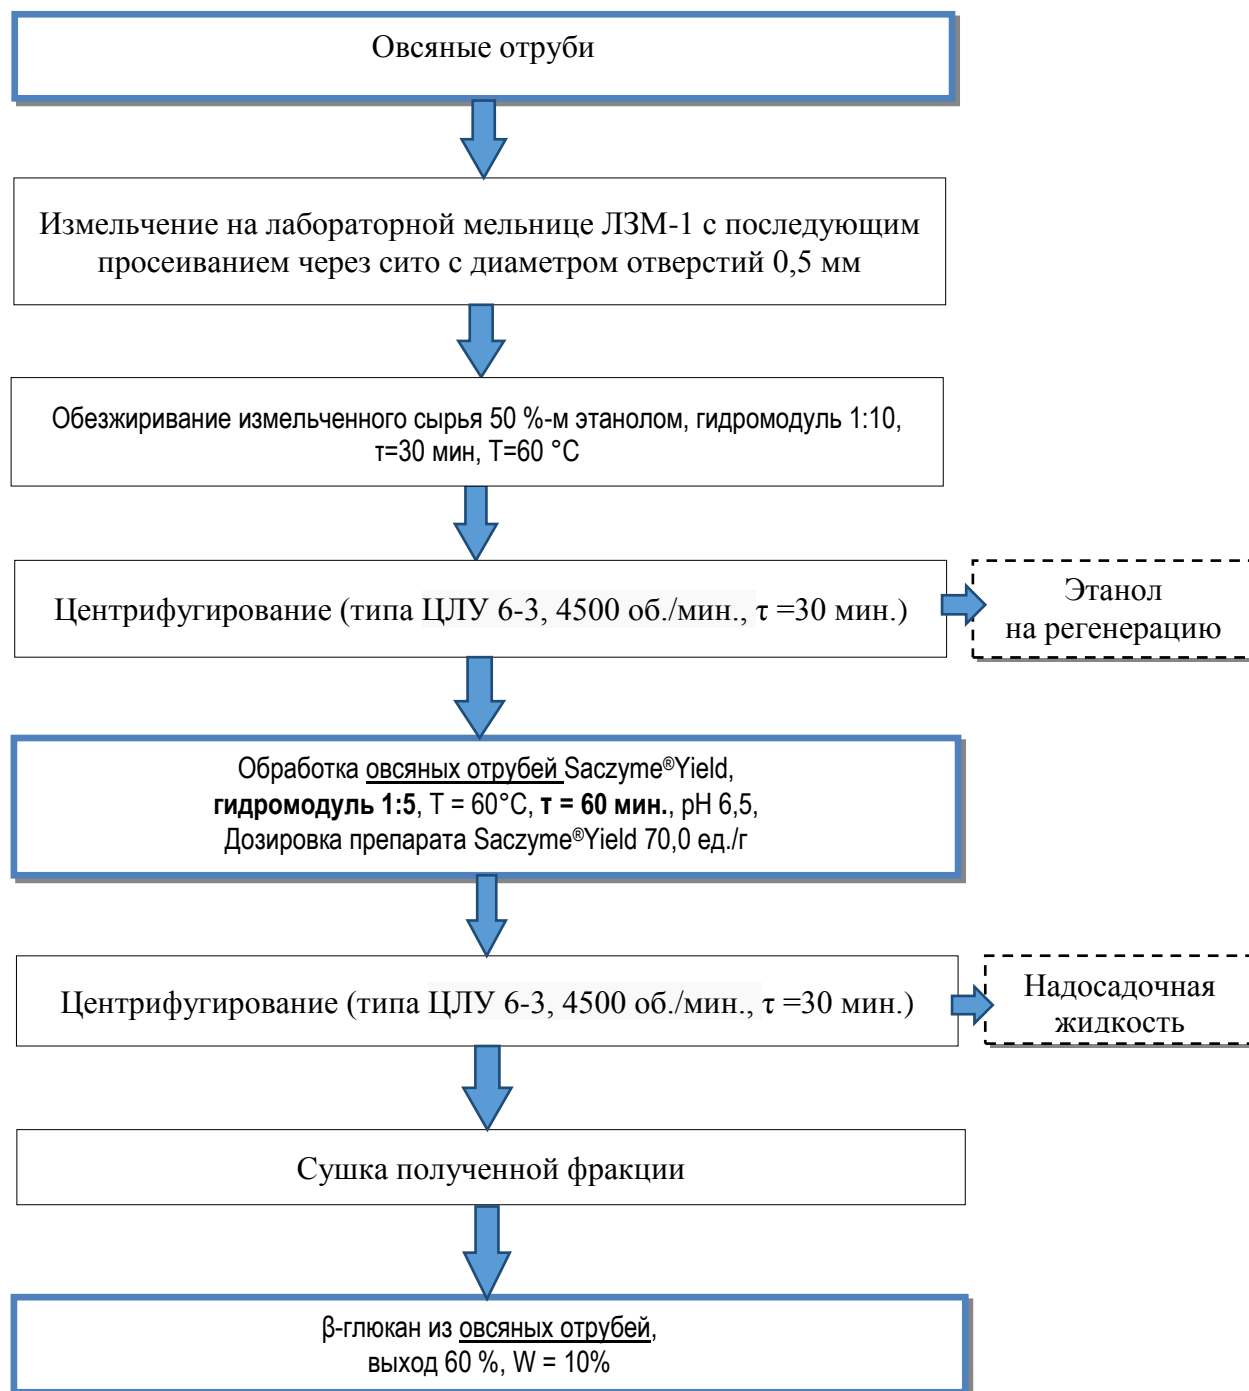 Овсяные отруби
Измельчение на лабораторной мельнице ЛЗМ-1 с последующим
просеиванием через сито с диаметром отверстий 0,5 мм
Обезжиривание измельченного сырья 50 %-м этанолом, гидромодуль 1:10,
τ=30 мин, T=60 °C
Центрифугирование (типа ЦЛУ 6-3, 4500 об./мин., τ =30 мин.)
Этанол
на регенерацию
Обработка овсяных отрубей Saczyme®Yield,
гидромодуль 1:5, T = 60°C, τ = 60 мин., pH 6,5,
Дозировка препарата Saczyme®Yield 70,0 ед./г
Центрифугирование (типа ЦЛУ 6-3, 4500 об./мин., τ =30 мин.)
Надосадочная
жидкость
Сушка полученной фракции
β-глюкан из овсяных отрубей,
выход 60 %, W = 10%